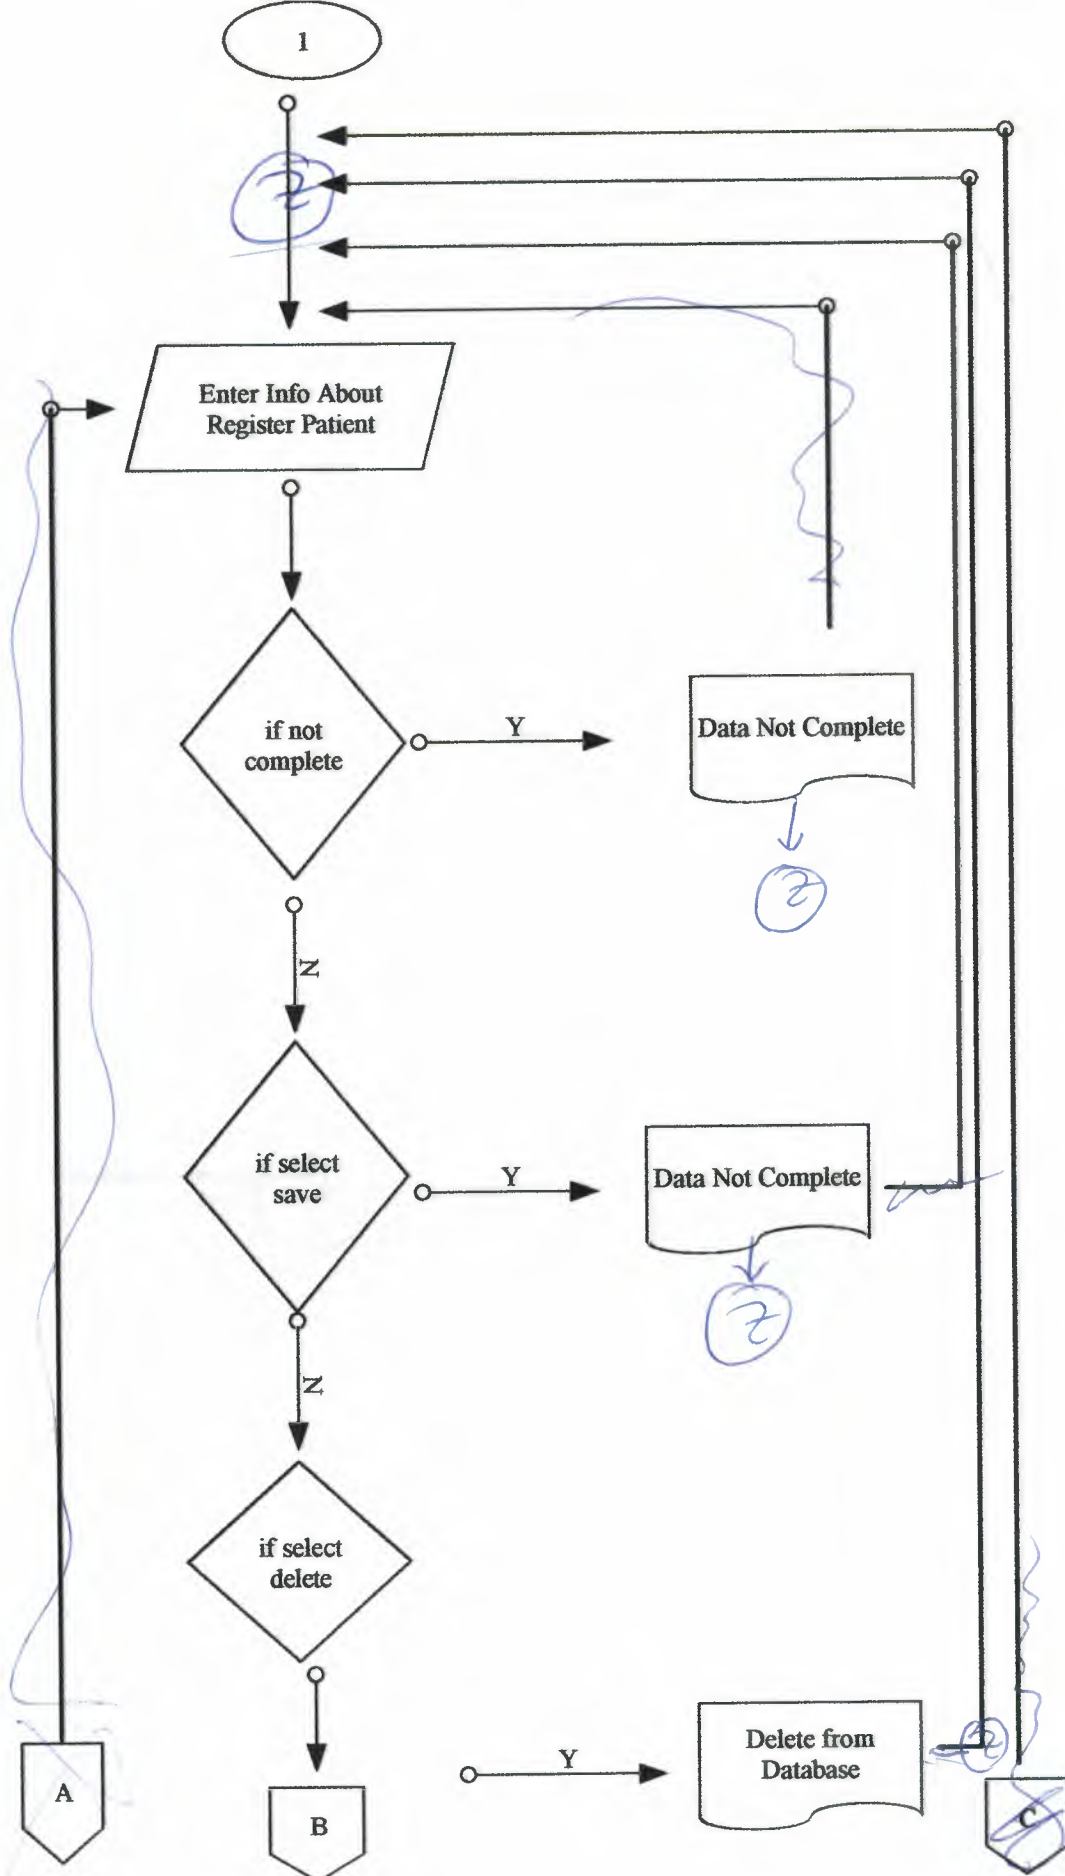 1
Enter Info About
Register Patient
if not
complete
Y
Data Not Complete
N
if select
save
Y
Data Not Complete
N
if select
delete
Y
Delete from
Database
A
B
C